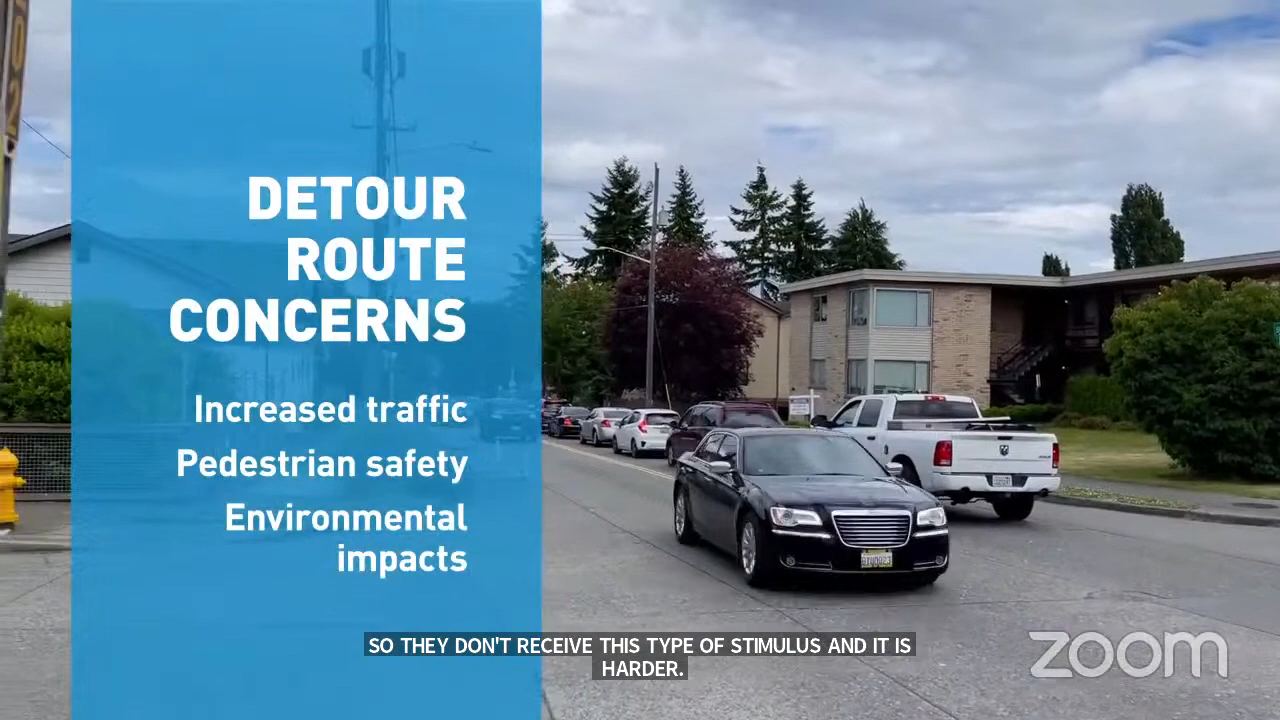 DETOUR
ROUTE
CONCERNS
Increased traffic
Pedestrian safety
Environmental
impacts
SO THEY DON'T RECEIVE THIS TYPE OF STIMULUS AND IT IS
HARDER.
zoom